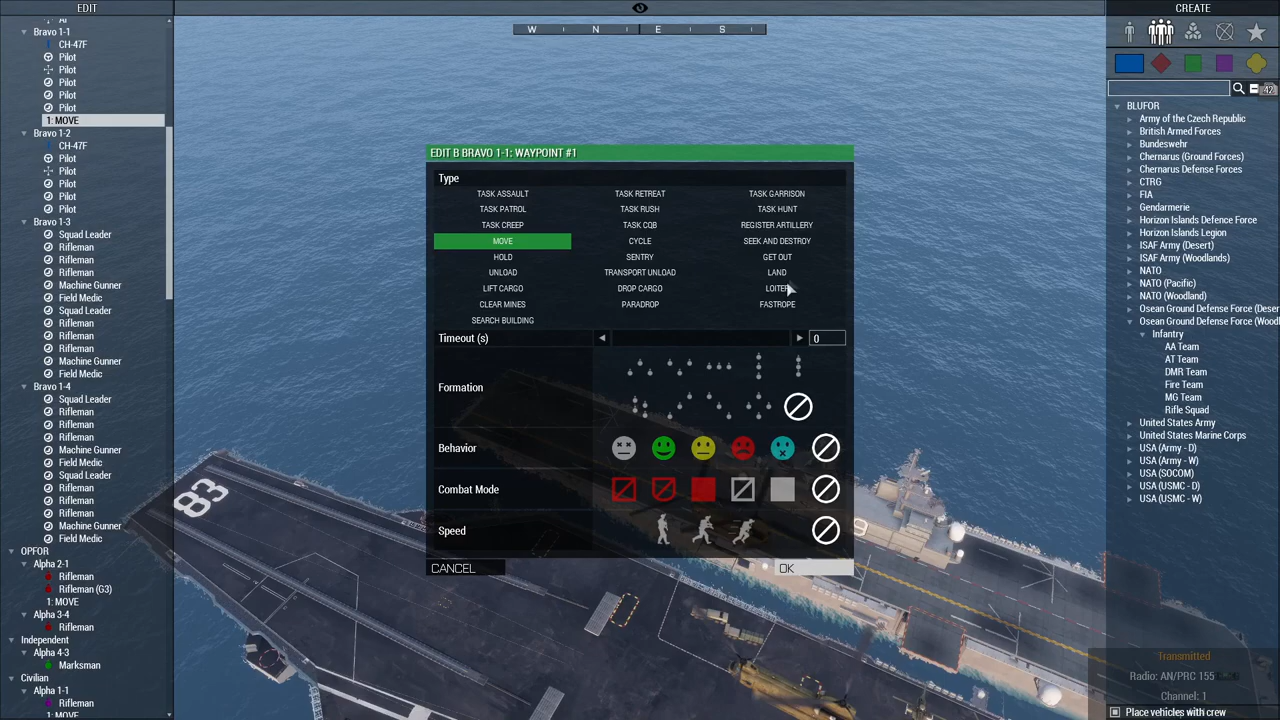 EDIT
AI
Bravo 1-1
CH-47F
Pilot
Pilot
Pilot
Pilot
Pilot
1: MOVE
Bravo 1-2
CH-47F
Pilot
Pilot
Pilot
Pilot
Pilot
Bravo 1-3
Squad Leader
Rifleman
Rifleman
Rifleman
Machine Gunner
Field Medic
Squad Leader
Rifleman
Rifleman
Rifleman
Machine Gunner
Field Medic
Bravo 1-4
Squad Leader
Rifleman
Rifleman
Rifleman
Machine Gunner
Field Medic
Squad Leader
Rifleman
Rifleman
Rifleman
Machine Gunner
Field Medic
OPFOR
Alpha 2-1
Rifleman
Rifleman (G3)
1: MOVE
Alpha 3-4
Rifleman
Independent
Alpha 4-3
Marksman
Civilian
Alpha 1-1
Rifleman
1: MOVE
W N E S
83
9
EDIT B BRAVO 1-1: WAYPOINT #1
Type
TASK ASSAULT TASK RETREAT TASK GARRISON
TASK PATROL TASK RUSH TASK HUNT
TASK CREEP TASK CQB REGISTER ARTILLERY
MOVE CYCLE SEEK AND DESTROY
HOLD SENTRY GET OUT
UNLOAD TRANSPORT UNLOAD LAND
LIFT CARGO DROP CARGO LOITER
CLEAR MINES PARADROP FASTROPE
SEARCH BUILDING
Timeout (s) 0
Formation
Behavior
Combat Mode
Speed
CANCEL OK
CREATE
42
BLUFOR
Army of the Czech Republic
British Armed Forces
Bundeswehr
Chernarus (Ground Forces)
Chernarus Defense Forces
CTRG
FIA
Gendarmerie
Horizon Islands Defence Force
Horizon Islands Legion
ISAF Army (Desert)
ISAF Army (Woodlands)
NATO
NATO (Pacific)
NATO (Woodland)
Osean Ground Defense Force (Deser
Osean Ground Defense Force (Wood
Infantry
AA Team
AT Team
DMR Team
Fire Team
MG Team
Rifle Squad
United States Army
United States Marine Corps
USA (Army - D)
USA (Army - W)
USA (SOCOM)
USA (USMC - D)
USA (USMC - W)
Transmitted
Radio: AN/PRC 155
Channel: 1
Place vehicles with crew